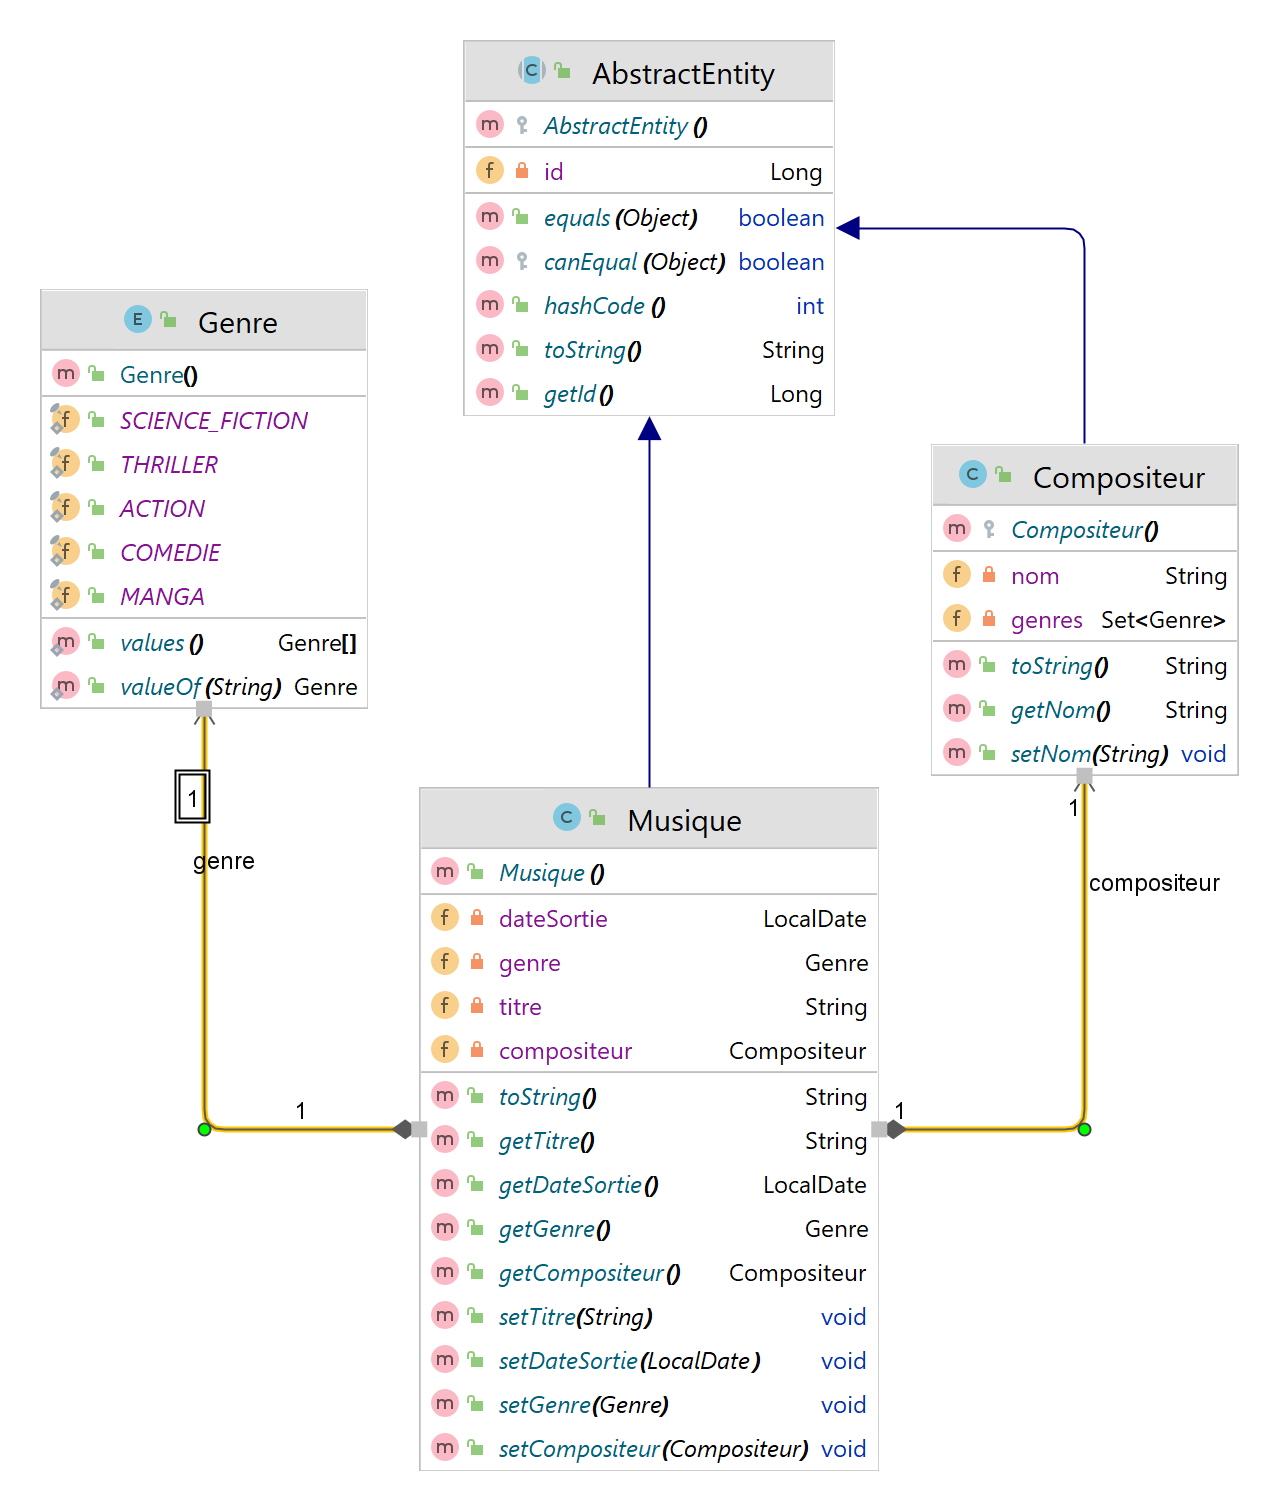 C AbstractEntity
m AbstractEntity()
f id Long
m equals(Object) boolean
m canEqual(Object) boolean
m hashCode() int
m toString() String
m getId() Long
E Genre
m Genre()
f SCIENCE_FICTION
f THRILLER
f ACTION
f COMEDIE
f MANGA
m values() Genre[]
m valueOf(String) Genre
C Compositeur
m Compositeur()
f nom String
f genres Set<Genre>
m toString() String
m getNom() String
m setNom(String) void
1
genre
1
1
compositeur
1
C Musique
m Musique()
f dateSortie LocalDate
f genre Genre
f titre String
f compositeur Compositeur
m toString() String
m getTitre() String
m getDateSortie() LocalDate
m getGenre() Genre
m getCompositeur() Compositeur
m setTitre(String) void
m setDateSortie(LocalDate) void
m setGenre(Genre) void
m setCompositeur(Compositeur) void